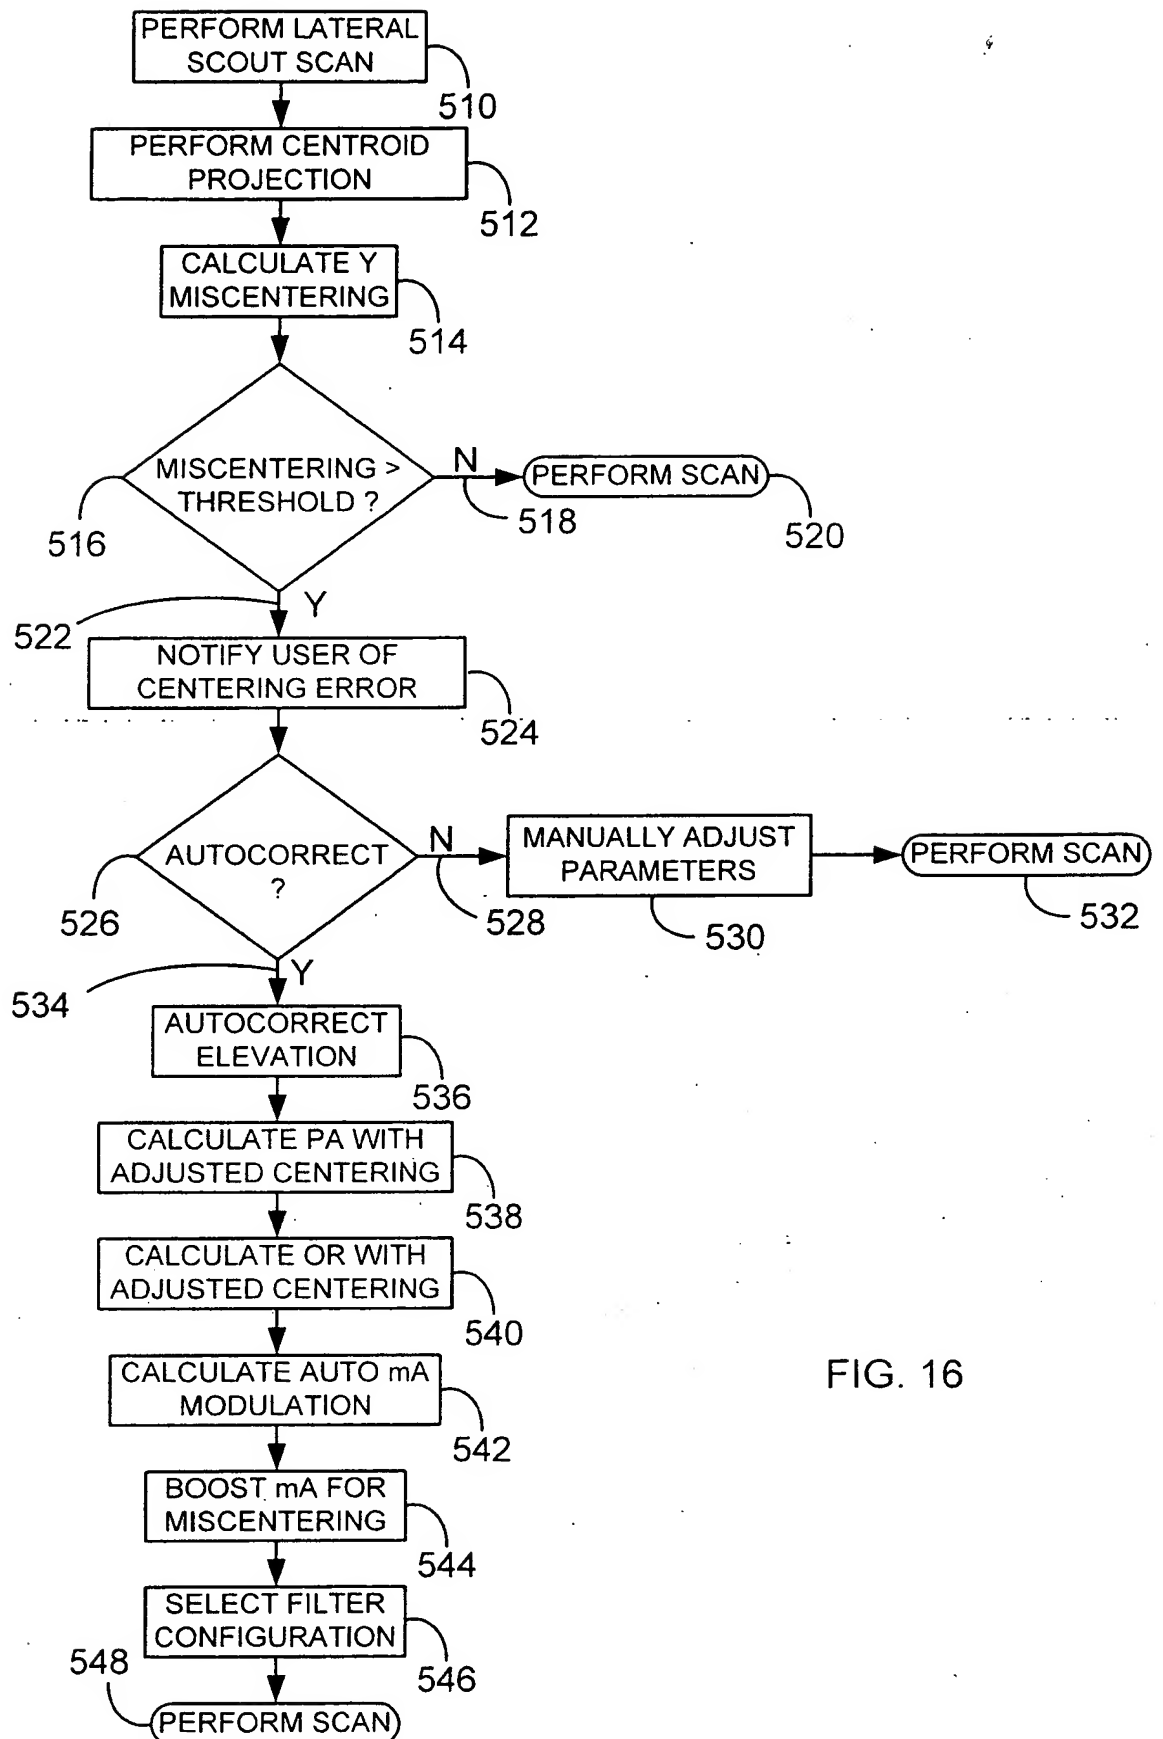 PERFORM LATERAL
SCOUT SCAN
510
PERFORM CENTROID
PROJECTION
512
CALCULATE Y
MISCENTERING
514
MISCENTERING >
THRESHOLD ?
516
N
518
PERFORM SCAN
520
522
Y
NOTIFY USER OF
CENTERING ERROR
524
AUTOCORRECT
?
526
N
528
MANUALLY ADJUST
PARAMETERS
530
PERFORM SCAN
532
534
Y
AUTOCORRECT
ELEVATION
536
CALCULATE PA WITH
ADJUSTED CENTERING
538
CALCULATE OR WITH
ADJUSTED CENTERING
540
CALCULATE AUTO mA
MODULATION
542
BOOST mA FOR
MISCENTERING
544
SELECT FILTER
CONFIGURATION
546
548
PERFORM SCAN
FIG. 16